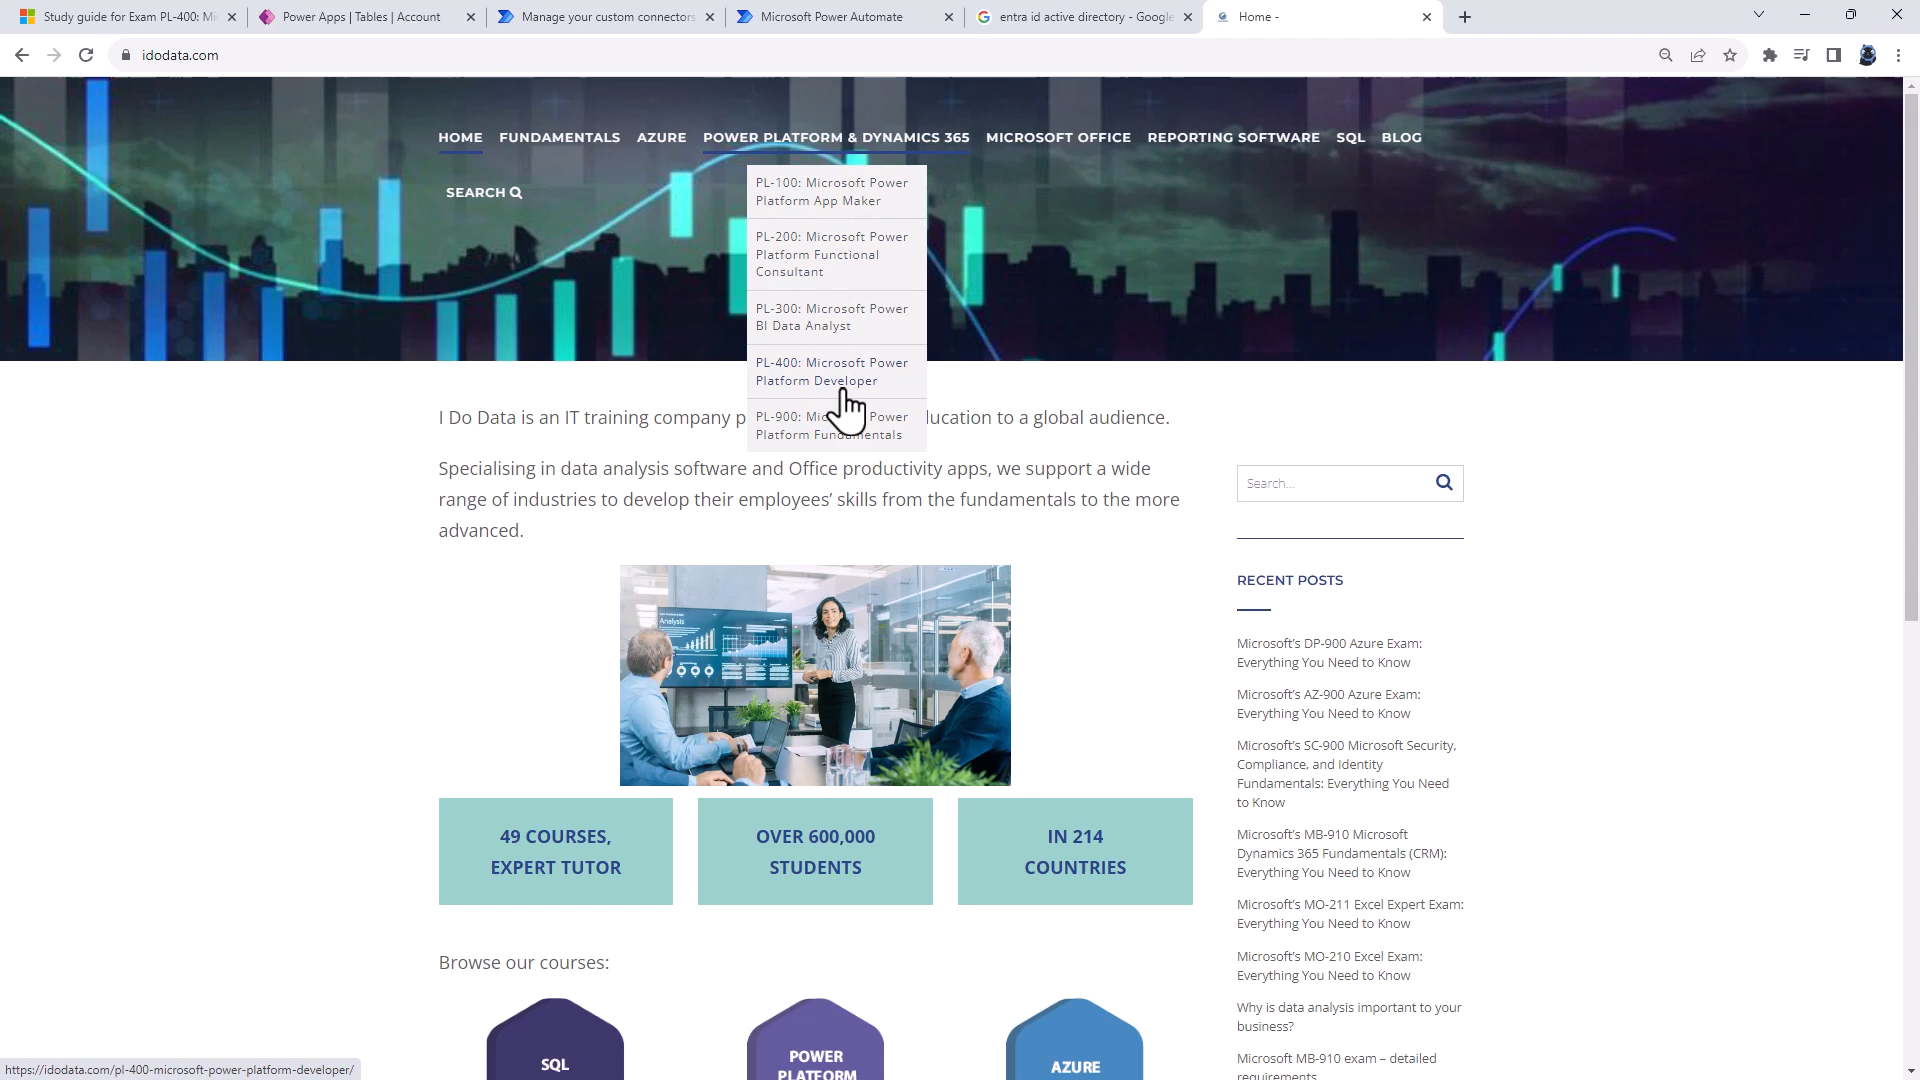 Study guide for Exam PL-400: Mi
Power Apps | Tables | Account
Manage your custom connectors
Microsoft Power Automate
entra id active directory - Google
Home -
idodata.com
HOME
FUNDAMENTALS
AZURE
POWER PLATFORM & DYNAMICS 365
MICROSOFT OFFICE
REPORTING SOFTWARE
SQL
BLOG
SEARCH
PL-100: Microsoft Power
Platform App Maker
PL-200: Microsoft Power
Platform Functional
Consultant
PL-300: Microsoft Power
BI Data Analyst
PL-400: Microsoft Power
Platform Developer
PL-900: Power
Platform Fundamentals
I Do Data is an IT training company ducation to a global audience.
Specialising in data analysis software and Office productivity apps, we support a wide
range of industries to develop their employees’ skills from the fundamentals to the more
advanced.
Analysis
49 COURSES,
EXPERT TUTOR
OVER 600,000
STUDENTS
IN 214
COUNTRIES
Browse our courses:
SQL
POWER
PLATFORM
AZURE
Search...
RECENT POSTS
Microsoft’s DP-900 Azure Exam:
Everything You Need to Know
Microsoft’s AZ-900 Azure Exam:
Everything You Need to Know
Microsoft’s SC-900 Microsoft Security,
Compliance, and Identity
Fundamentals: Everything You Need
to Know
Microsoft’s MB-910 Microsoft
Dynamics 365 Fundamentals (CRM):
Everything You Need to Know
Microsoft’s MO-211 Excel Expert Exam:
Everything You Need to Know
Microsoft’s MO-210 Excel Exam:
Everything You Need to Know
Why is data analysis important to your
business?
Microsoft MB-910 exam – detailed
requirements
https://idodata.com/pl-400-microsoft-power-platform-developer/